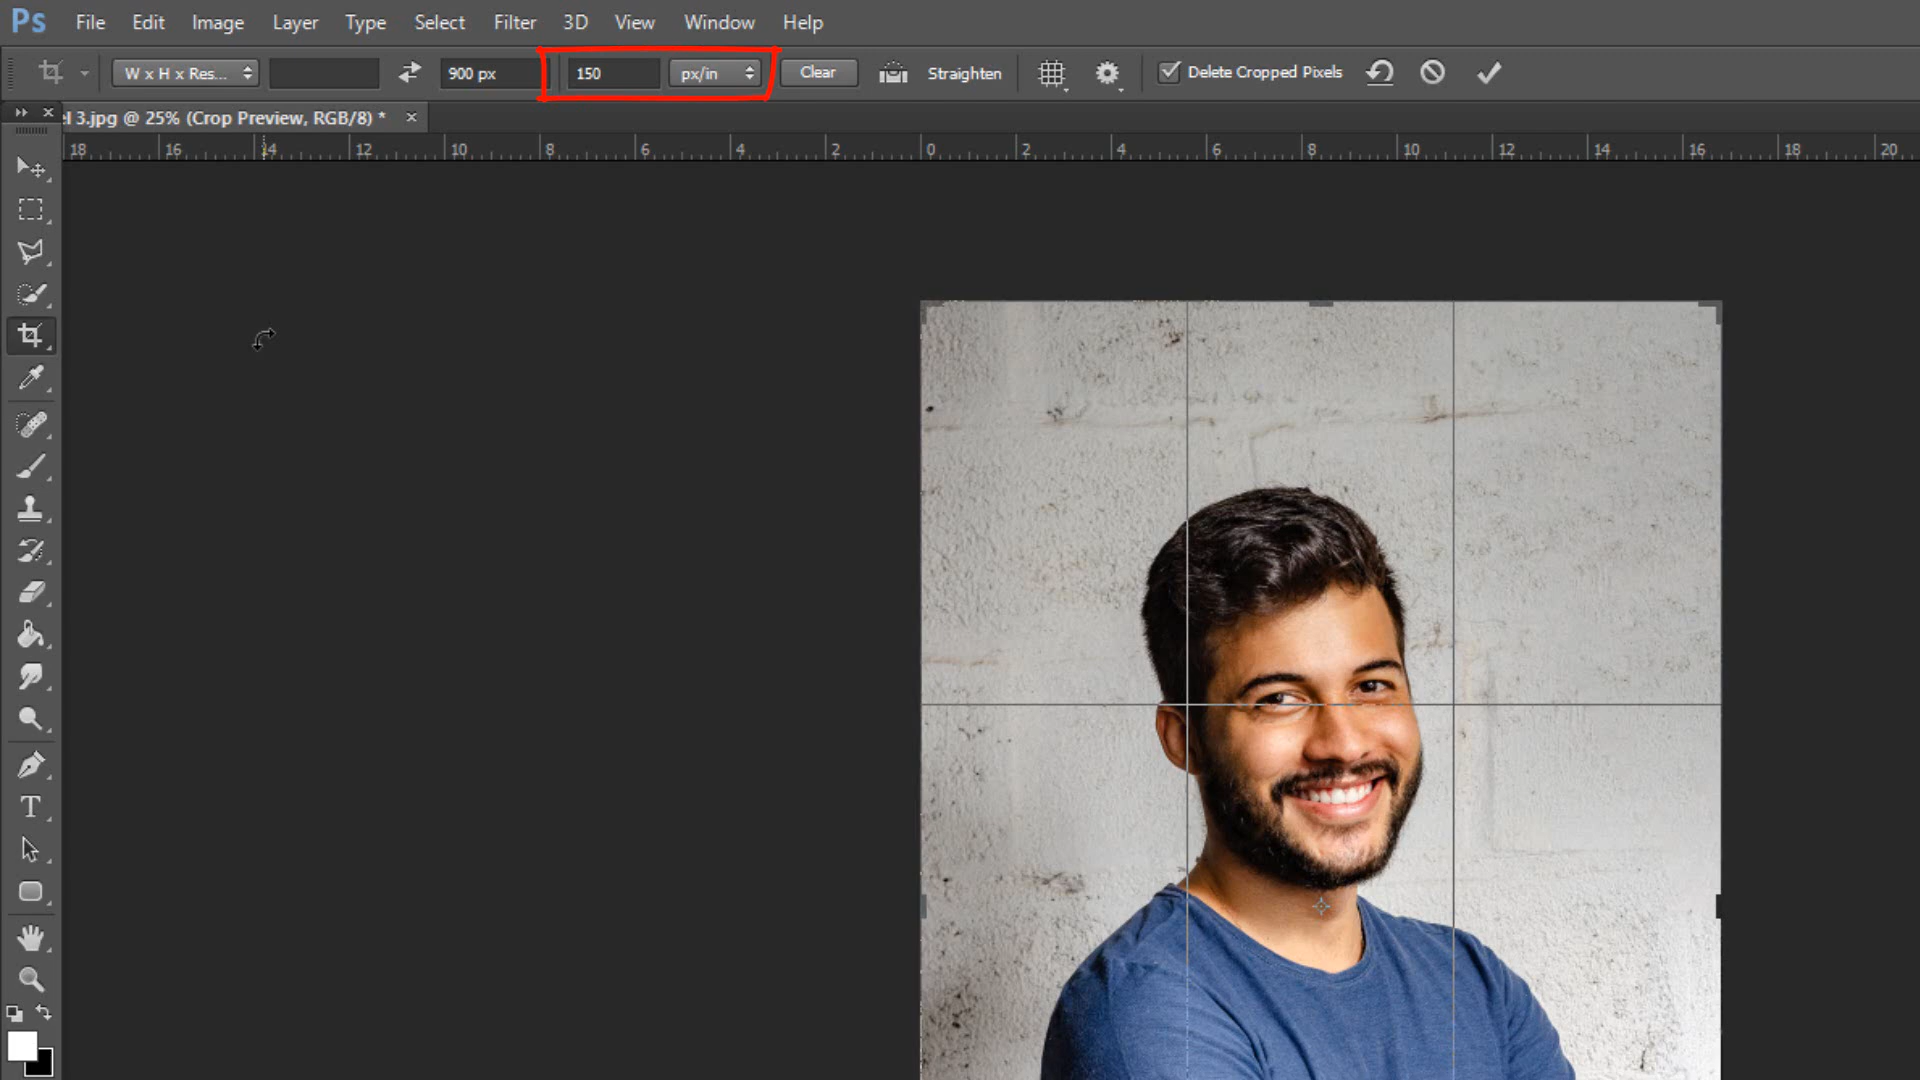 Ps File Edit Image Layer Type Select Filter 3D View Window Help
W x H x Res... 900 px 150 px/in Clear Straighten Delete Cropped Pixels
el 3.jpg @ 25% (Crop Preview, RGB/8) *
18 16 14 12 10 8 6 4 2 0 2 4 6 8 10 12 14 16 18 20
T